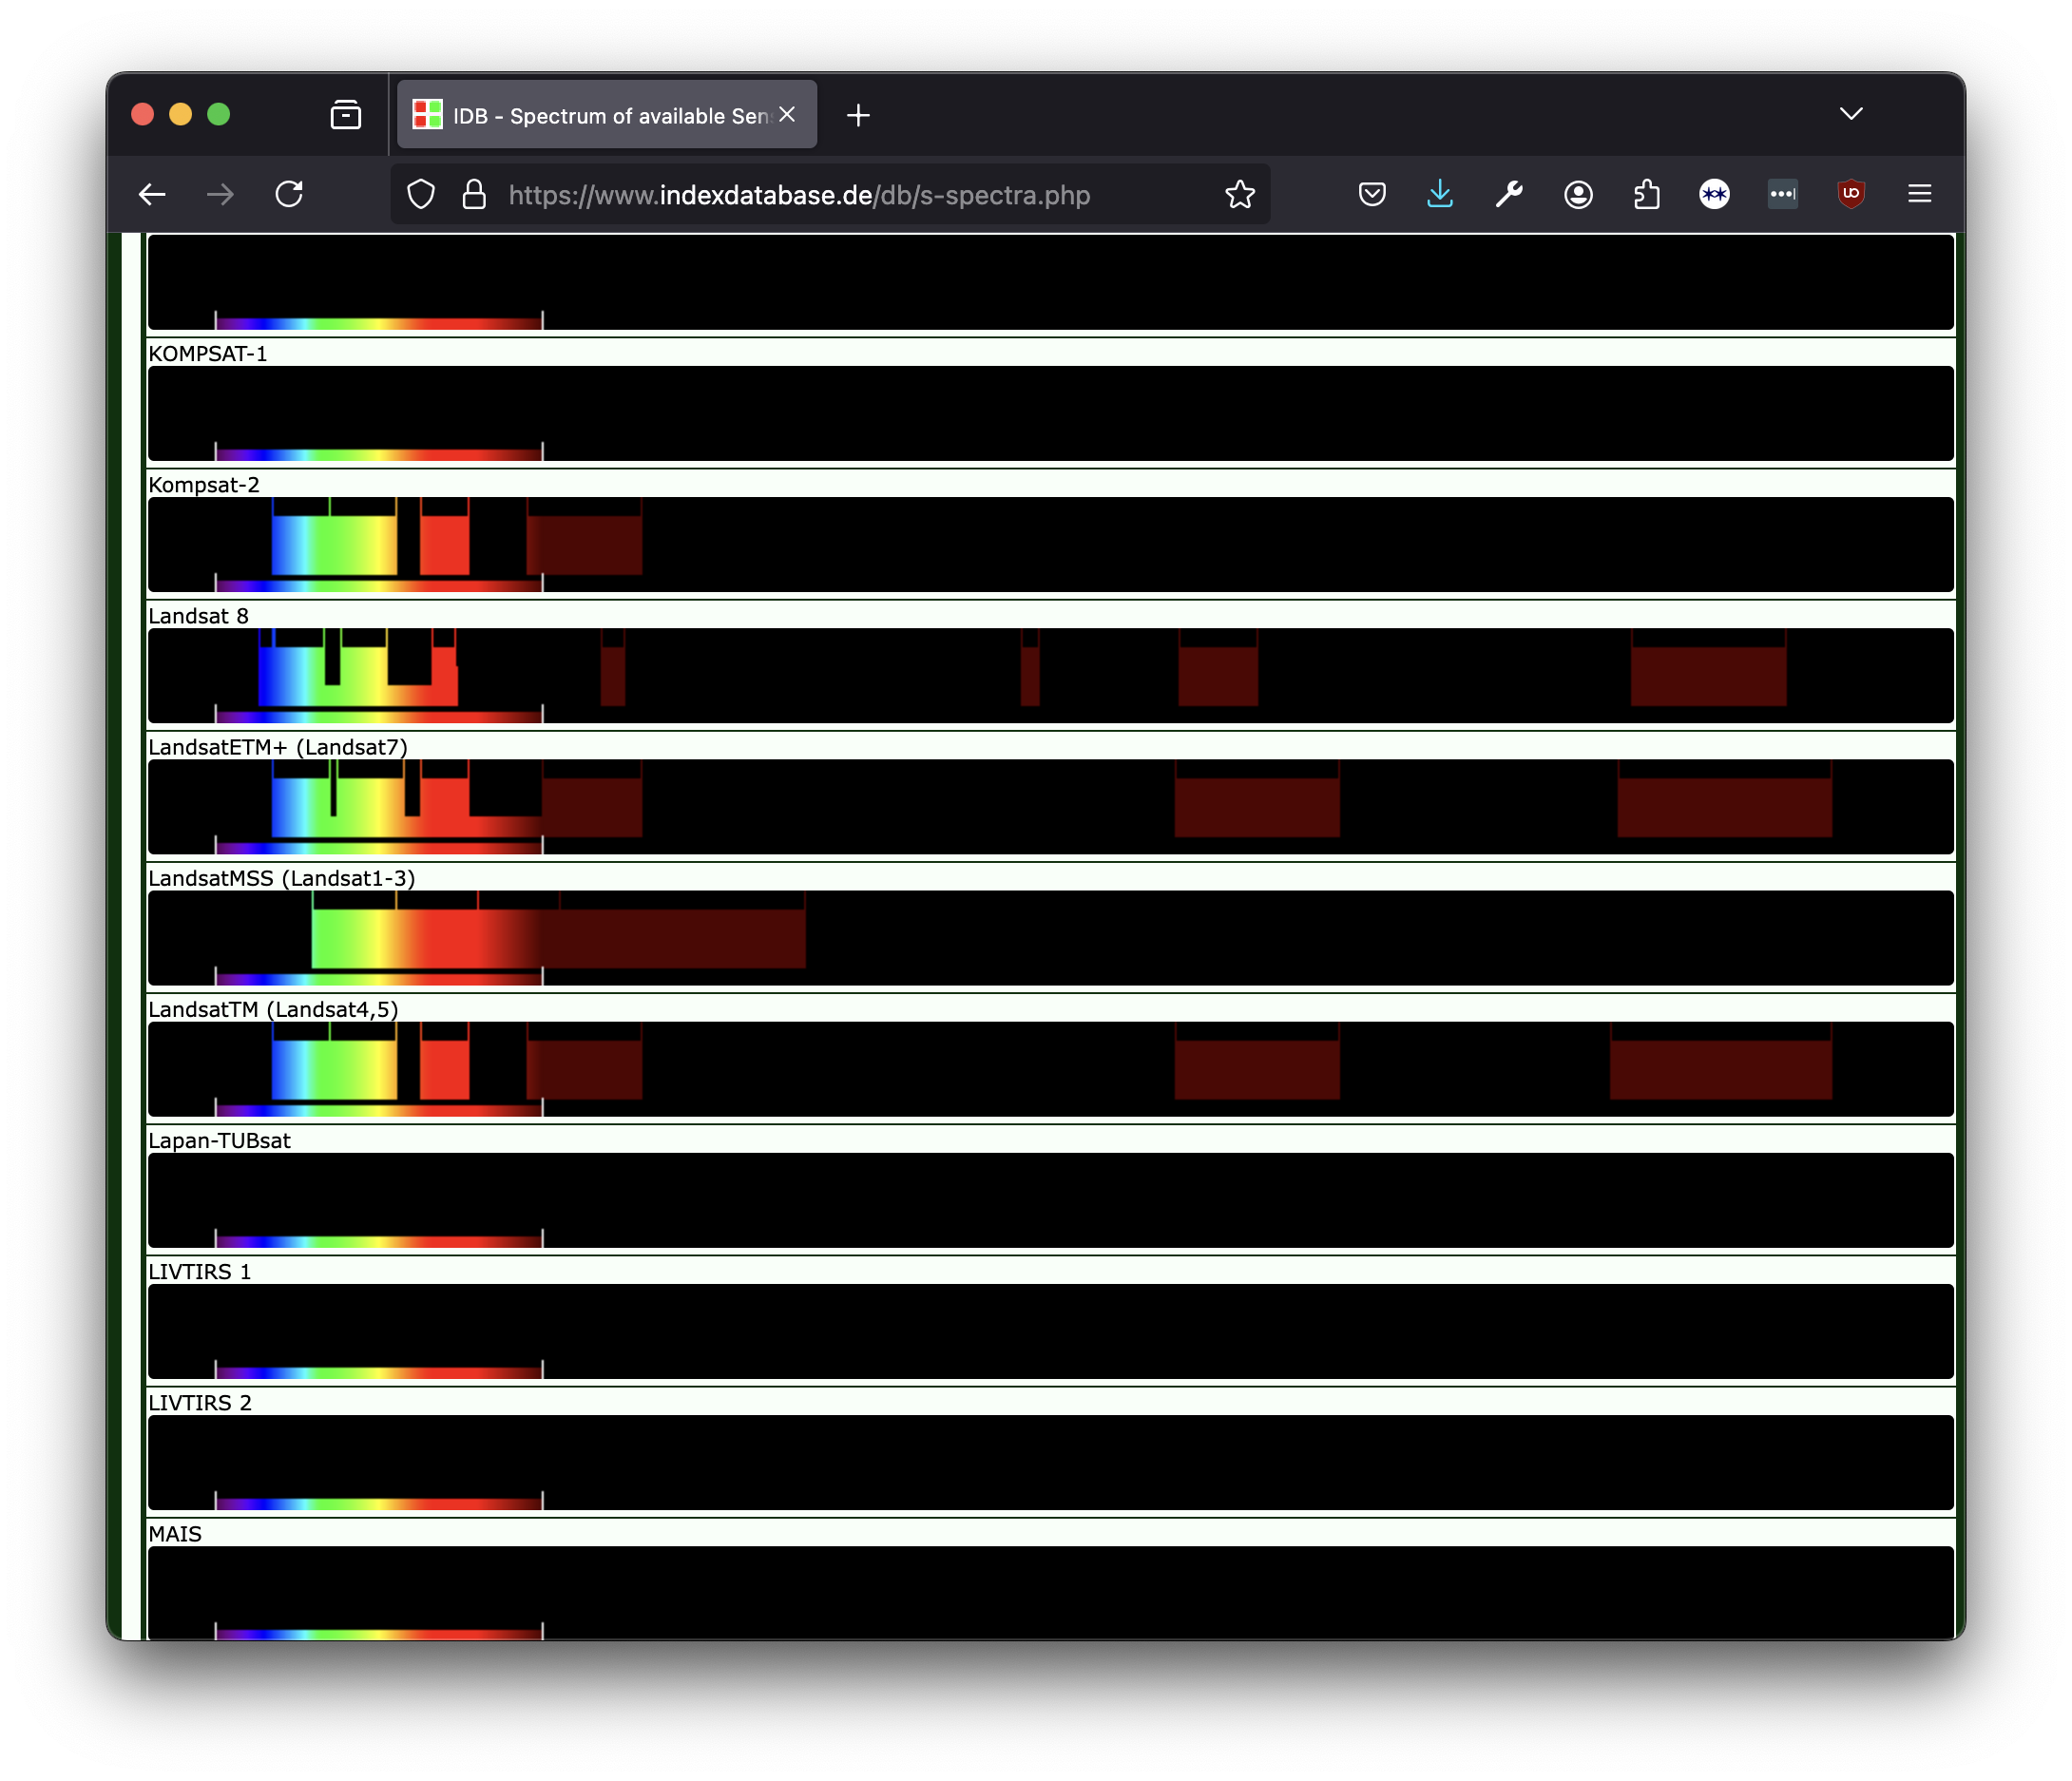 IDB - Spectrum of available Sen
https://www.indexdatabase.de/db/s-spectra.php
KOMPSAT-1
Kompsat-2
Landsat 8
LandsatETM+ (Landsat7)
LandsatMSS (Landsat1-3)
LandsatTM (Landsat4,5)
Lapan-TUBsat
LIVTIRS 1
LIVTIRS 2
MAIS